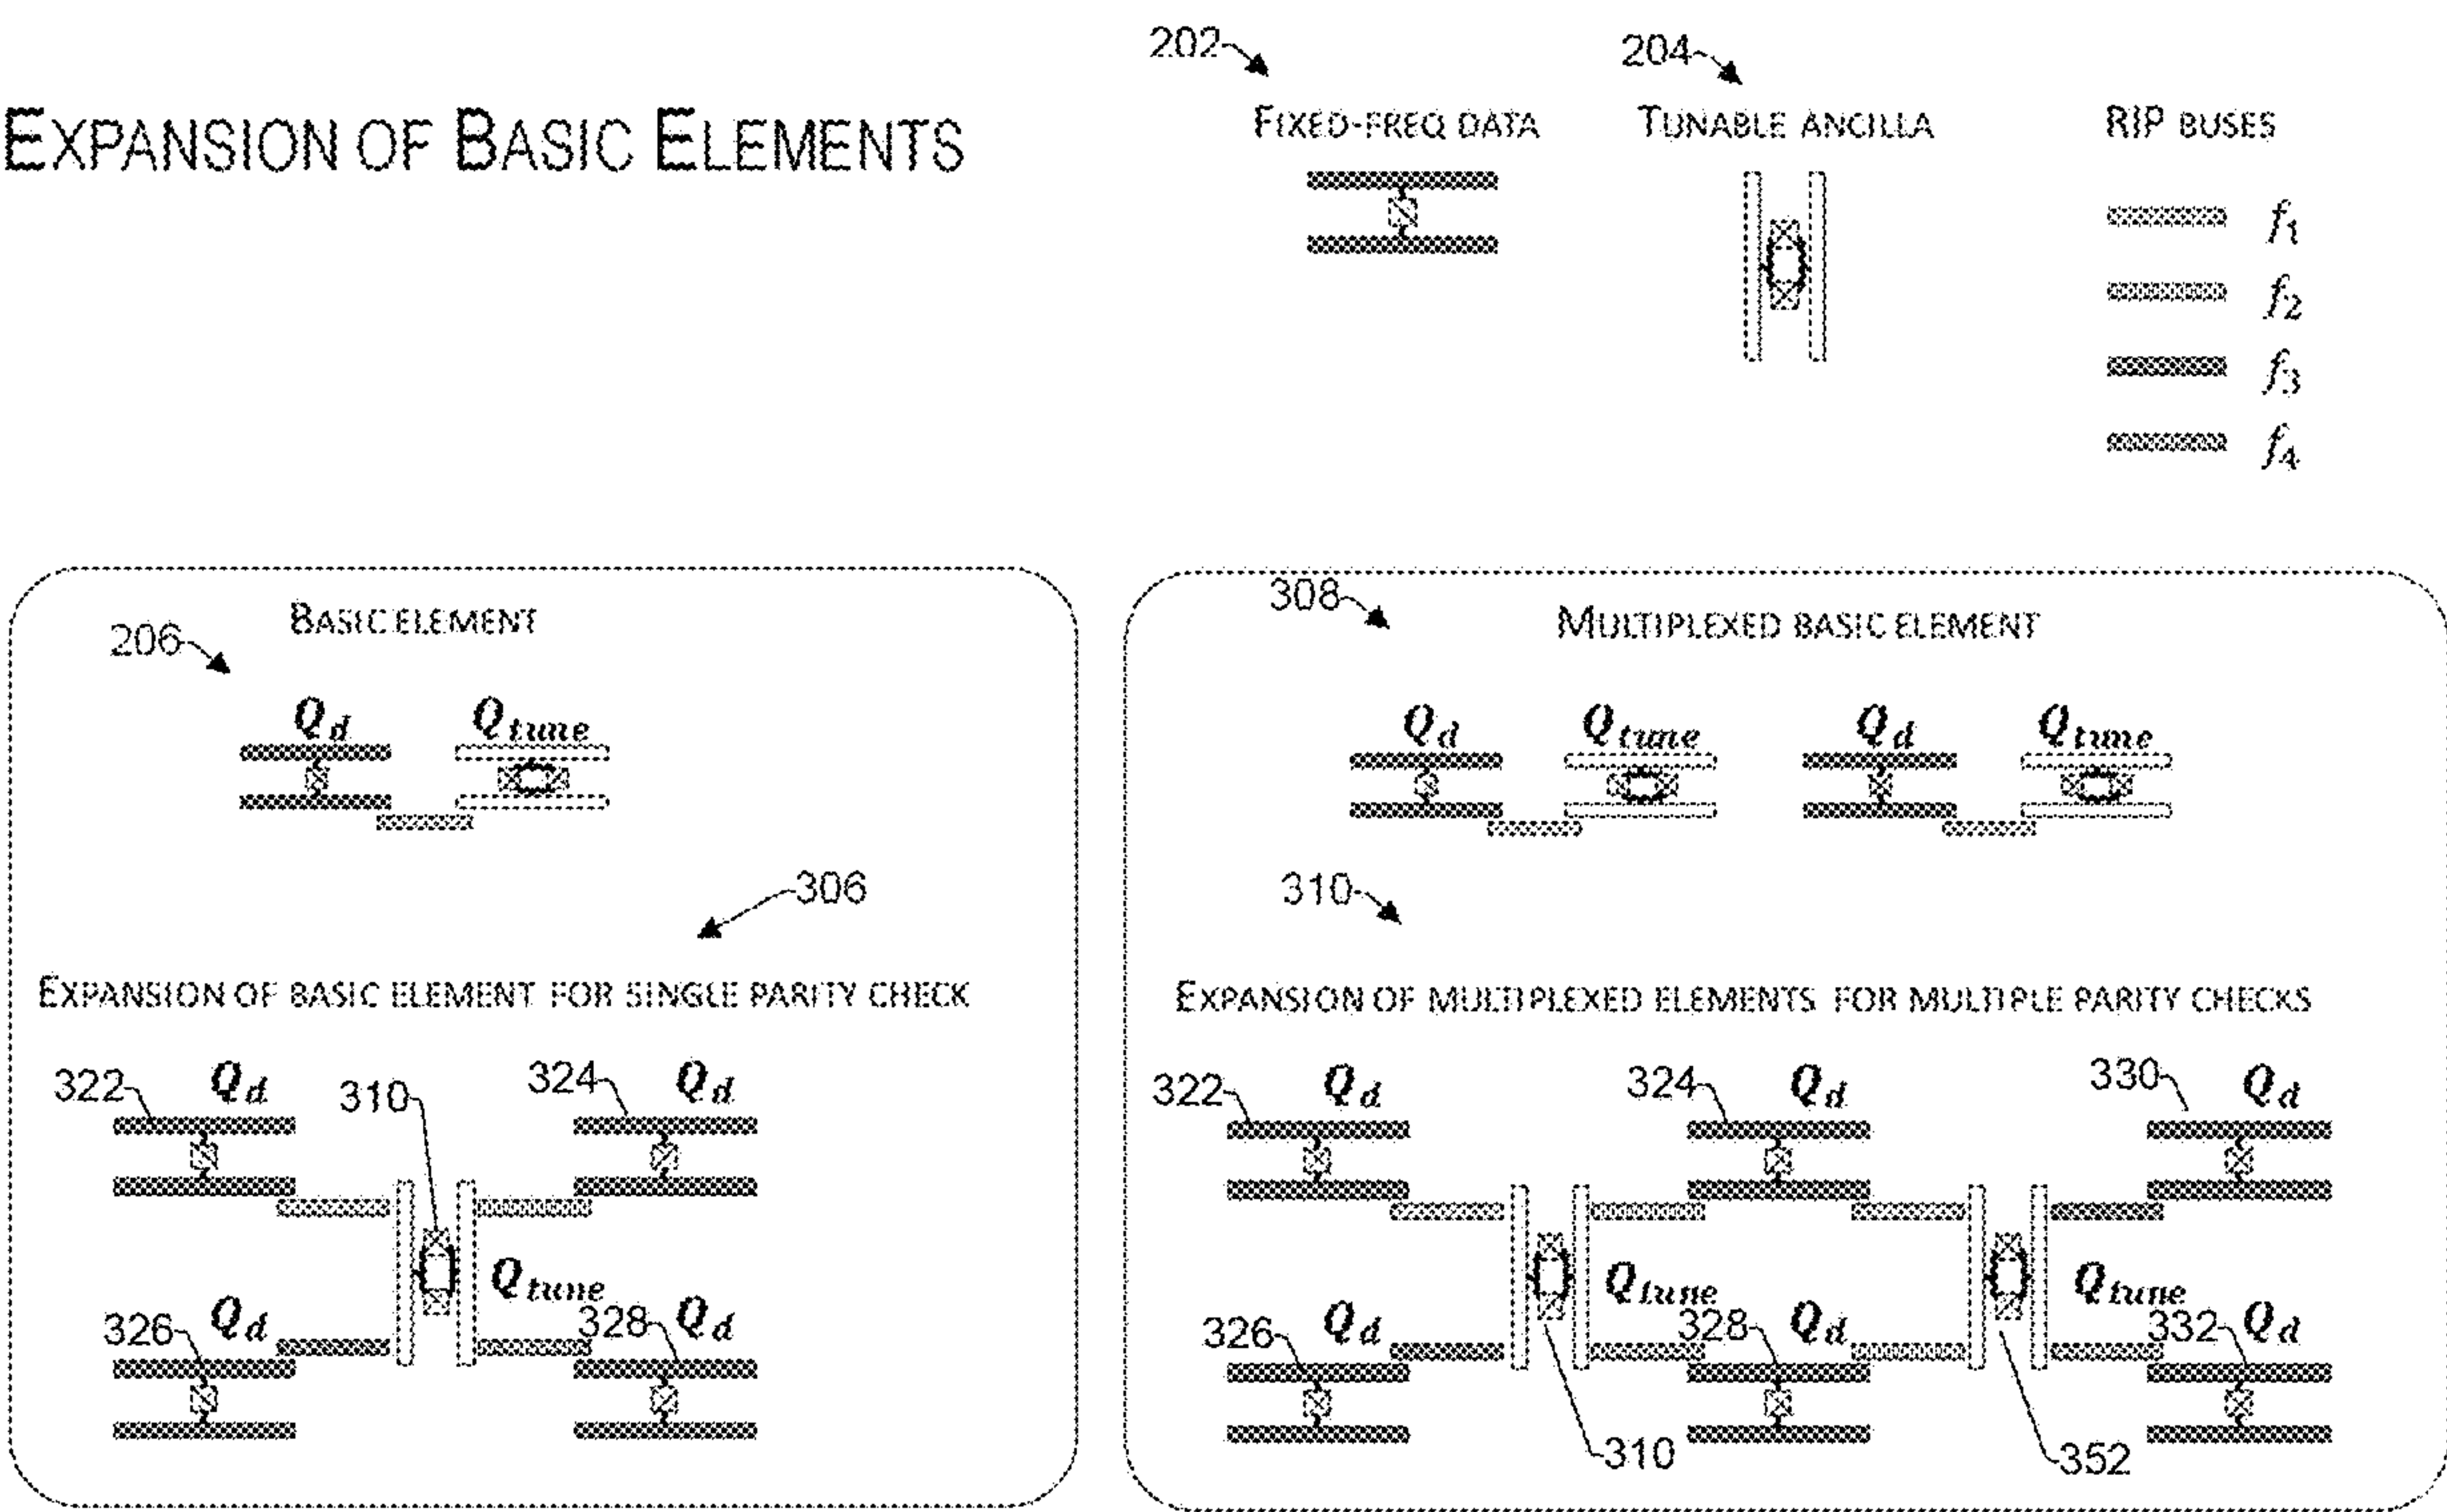 202
204
EXPANSION OF BASIC ELEMENTS
FIXED-FREQ DATA
TUNABLE ANCILLA
RIP BUSES
f1
f2
f3
f4
BASIC ELEMENT
206
Qd Qtune
306
EXPANSION OF BASIC ELEMENT FOR SINGLE PARITY CHECK
322 Qd 310 324 Qd
Qtune
326 Qd 328 Qd
308
MULTIPLEXED BASIC ELEMENT
Qd Qtune Qd Qtune
310
EXPANSION OF MULTIPLEXED ELEMENTS FOR MULTIPLE PARITY CHECKS
322 Qd 324 Qd 330 Qd
Qtune Qtune
326 Qd 328 Qd 332 Qd
310 352